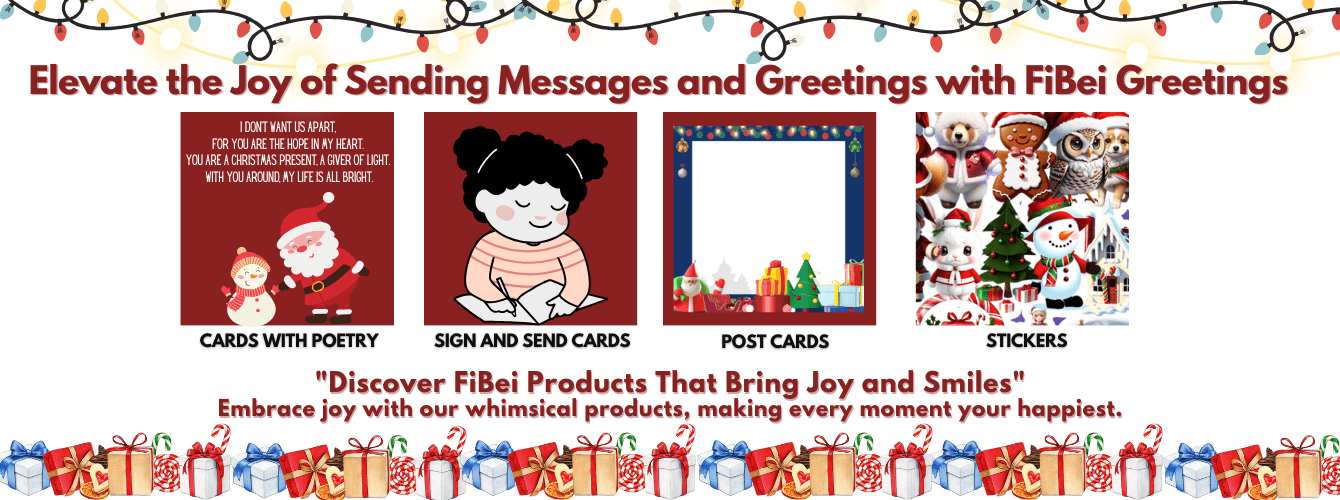 Elevate the Joy of Sending Messages and Greetings with FiBei Greetings
I DON'T WANT US APART,
FOR YOU ARE THE HOPE IN MY HEART.
YOU ARE A CHRISTMAS PRESENT, A GIVER OF LIGHT.
WITH YOU AROUND, MY LIFE IS ALL BRIGHT.
CARDS WITH POETRY
SIGN AND SEND CARDS
POST CARDS
STICKERS
"Discover FiBei Products That Bring Joy and Smiles"
Embrace joy with our whimsical products, making every moment your happiest.